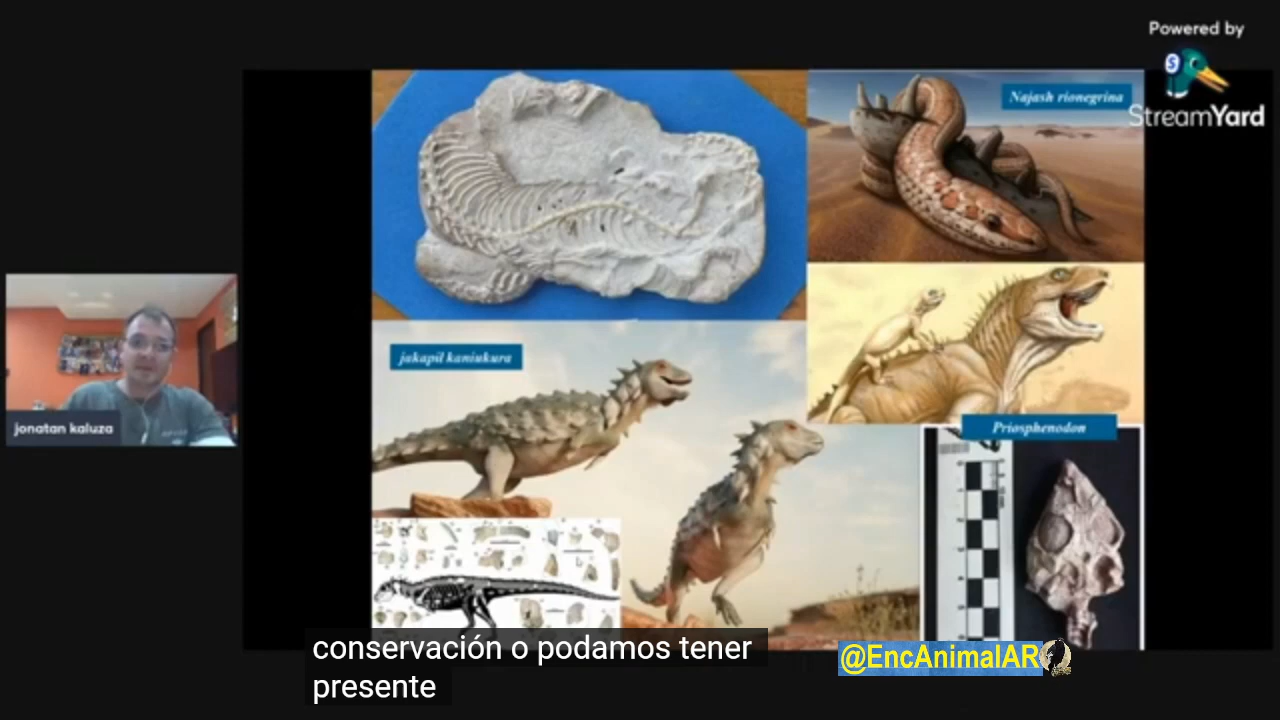 Powered by
StreamYard
Najash rionegrina
jakapil kaniukura
Priosphenodon
jonatan kaluza
conservación o podamos tener
presente
@EncAnimalAR